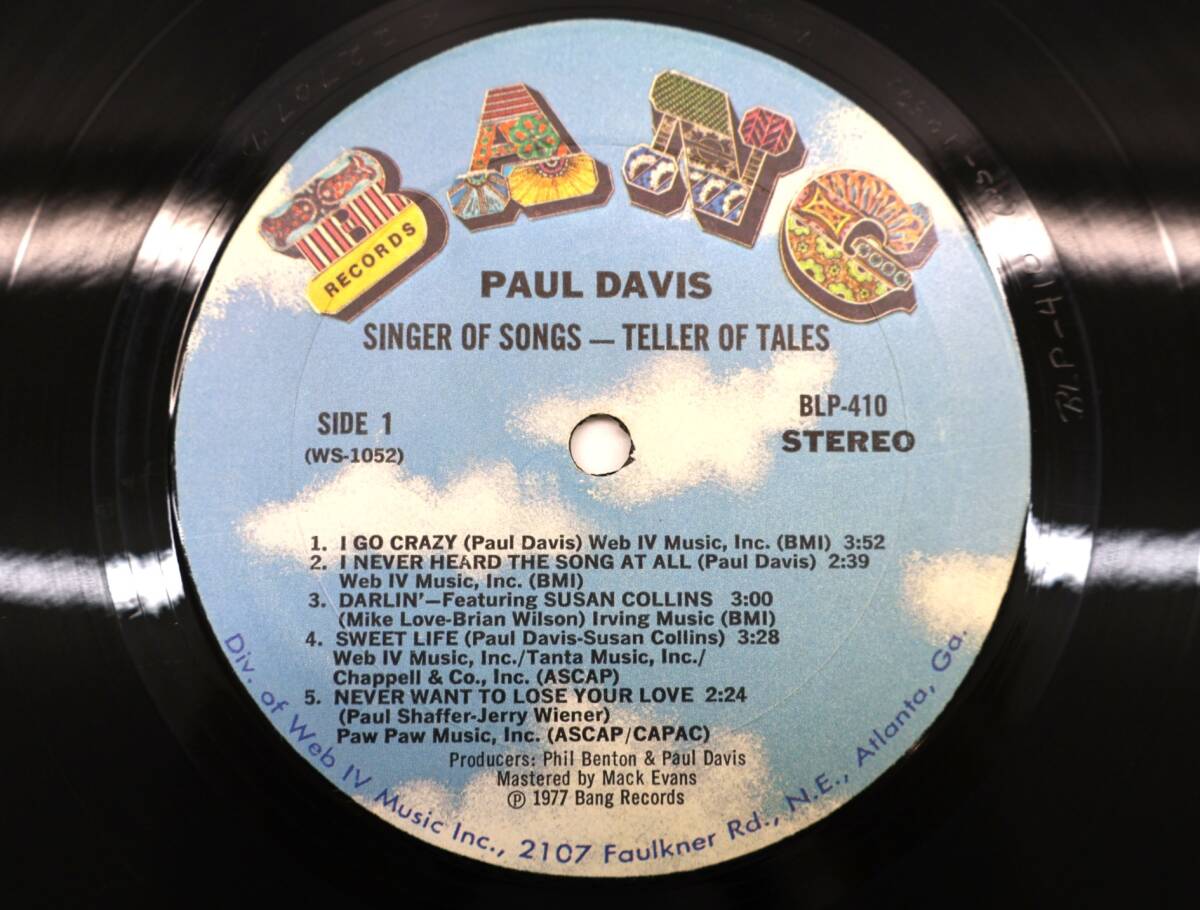 BANG
RECORDS
PAUL DAVIS
SINGER OF SONGS — TELLER OF TALES
SIDE 1
(WS-1052)
BLP-410
STEREO
1. I GO CRAZY (Paul Davis) Web IV Music, Inc. (BMI) 3:52
2. I NEVER HEARD THE SONG AT ALL (Paul Davis) 2:39
Web IV Music, Inc. (BMI)
3. DARLIN'—Featuring SUSAN COLLINS 3:00
(Mike Love-Brian Wilson) Irving Music (BMI)
4. SWEET LIFE (Paul Davis-Susan Collins) 3:28
Web IV Music, Inc./Tanta Music, Inc./
Chappell & Co., Inc. (ASCAP)
5. NEVER WANT TO LOSE YOUR LOVE 2:24
(Paul Shaffer-Jerry Wiener)
Paw Paw Music, Inc. (ASCAP/CAPAC)
Producers: Phil Benton & Paul Davis
Mastered by Mack Evans
℗ 1977 Bang Records
Div. of Web IV Music Inc., 2107 Faulkner Rd., N.E., Atlanta, Ga.
BLP-410